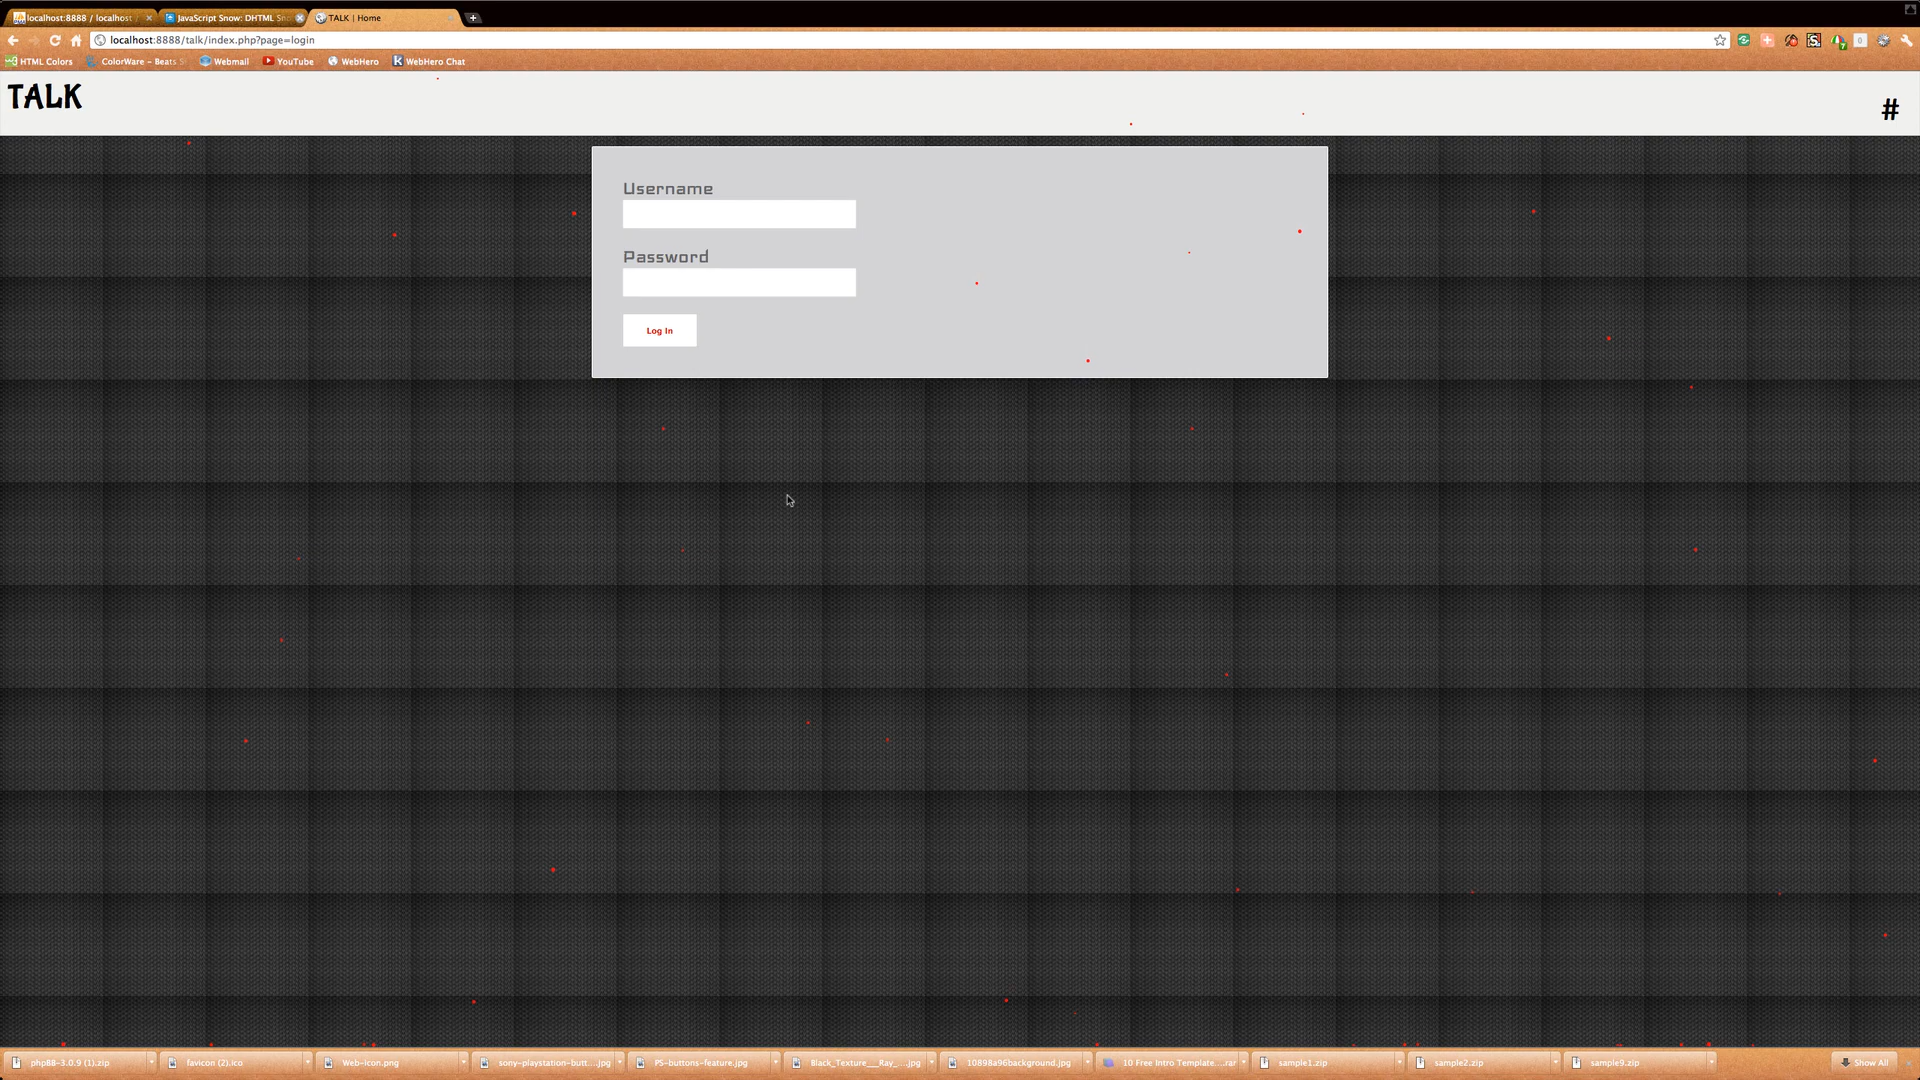 localhost:8888 / localhost
JavaScript Snow: DHTML Sno
TALK | Home
localhost:8888/talk/index.php?page=login
HTML Colors
ColorWare - Beats S
Webmail
YouTube
WebHero
WebHero Chat
TALK
#
Username
Password
Log In
php88-3.0.9 (1).zip
favicon (2).ico
Web-icon.png
sony-playstation-butt....jpg
PS-buttons-feature.jpg
Black_Texture__Ray_....jpg
10898a96background.jpg
10 Free Intro Template....rar
sample1.zip
sample2.zip
sample9.zip
Show All